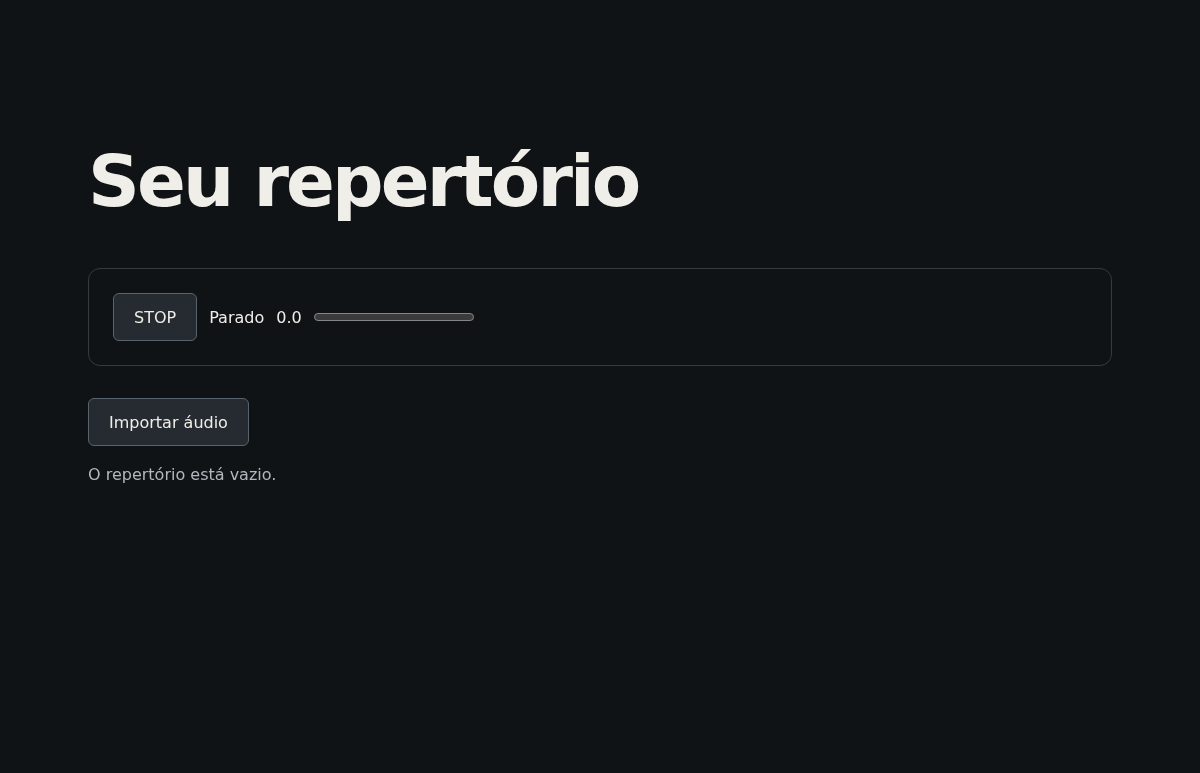 Seu repertório
STOP Parado 0.0
Importar áudio
O repertório está vazio.